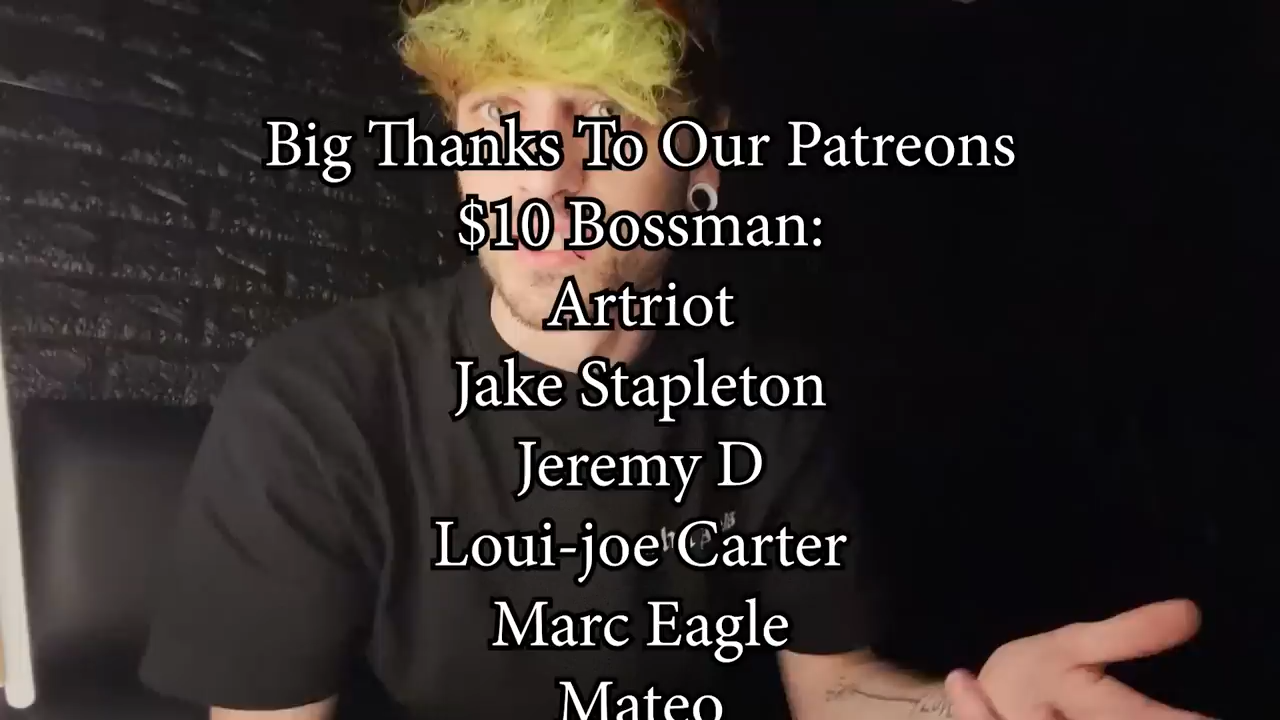 Big Thanks To Our Patreons
$10 Bossman:
Artriot
Jake Stapleton
Jeremy D
Loui-joe Carter
Marc Eagle
Mateo